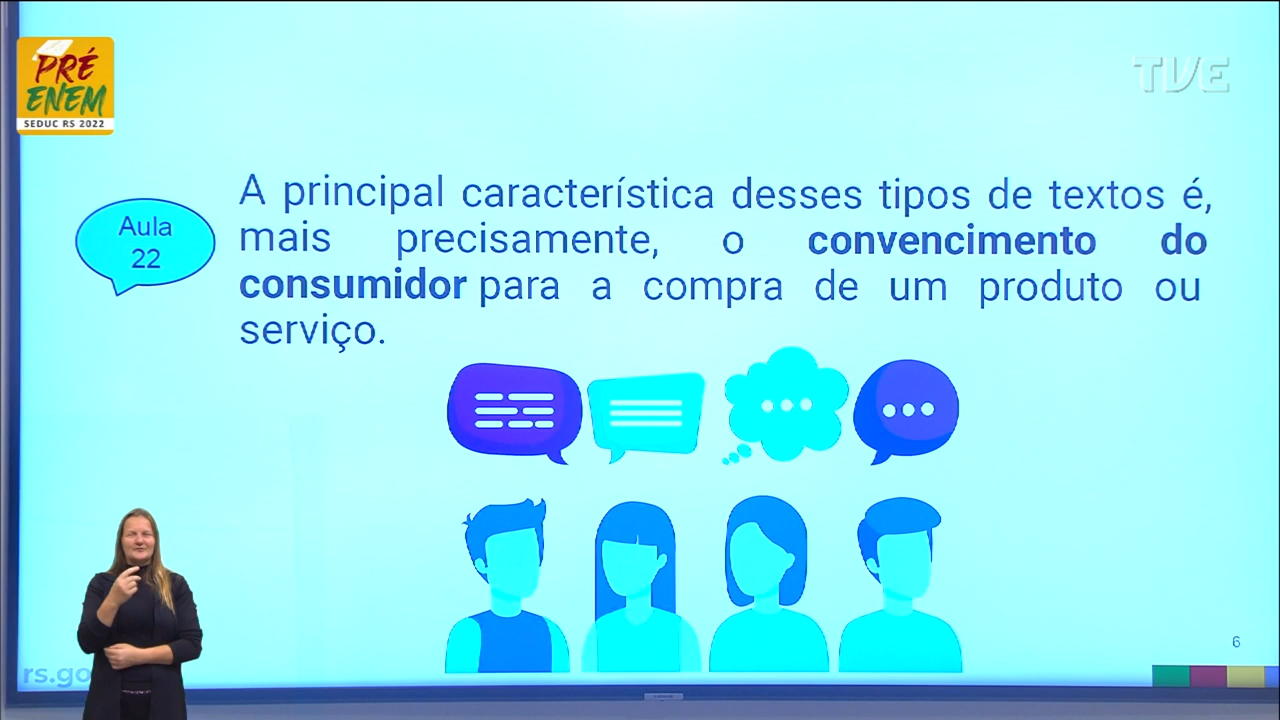 PRÉ
ENEM
SEDUC RS 2022
TVE
Aula
22
A principal característica desses tipos de textos é,
mais precisamente, o convencimento do
consumidor para a compra de um produto ou
serviço.
6
rs.go